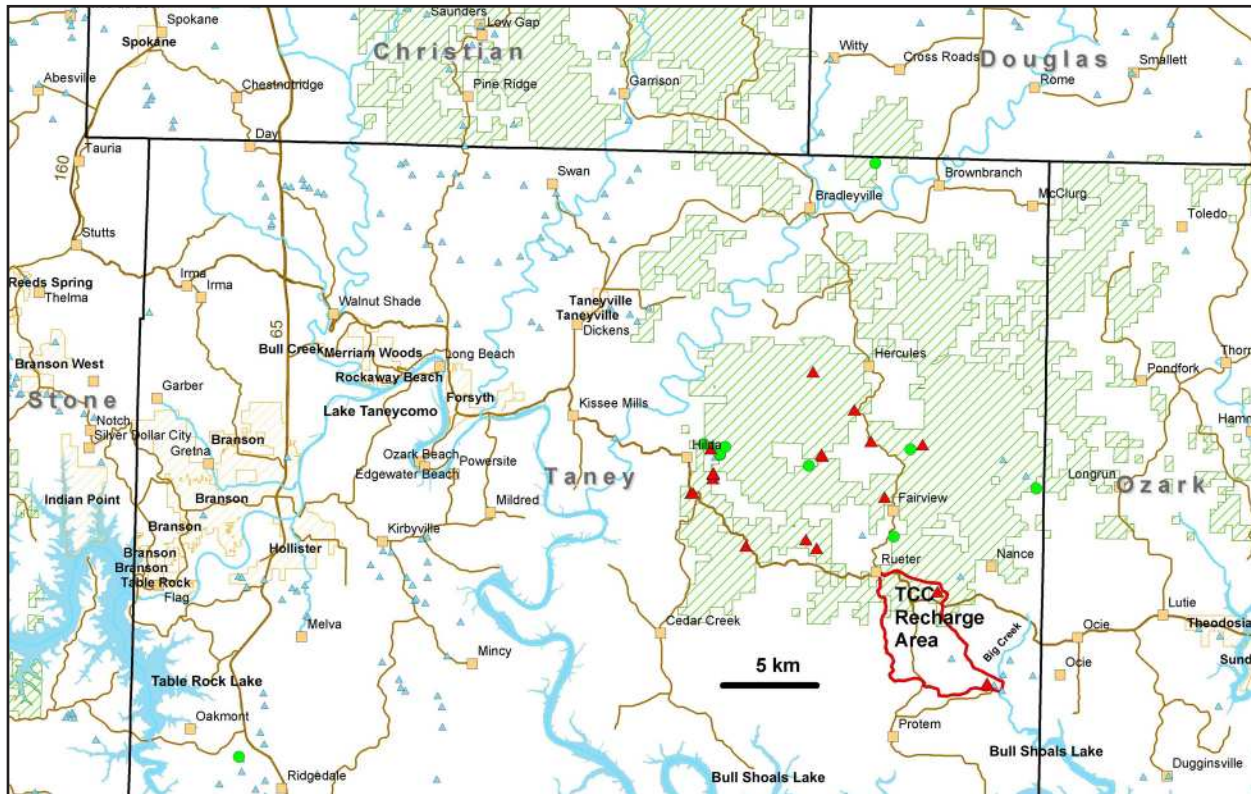 Spokane
Saunders
Low Gap
Spokane
Christian
Witty
Cross Roads
Douglas
Smallett
Abesville
Chestnutridge
Pine Ridge
Garrison
Rome
Day
Tauria
160
Swan
Brownbranch
Bradleyville
McClurg
Toledo
Stutts
Irma
Irma
Reeds Spring
Thelma
Walnut Shade
Taneyville
Taneyville
Dickens
65
Bull Creek
Merriam Woods
Long Beach
Hercules
Branson West
Rockaway Beach
Pondfork
Garber
Stone
Forsyth
Lake Taneycomo
Kissee Mills
Notch
Silver Dollar City
Branson
Gretna
Hilda
Ozark Beach
Powersite
Edgewater Beach
Taney
Longrun
Ozark
Indian Point
Branson
Mildred
Fairview
Branson
Kirbyville
Hollister
Branson
Branson
Table Rock
Flag
Rueter
Nance
TCC
Recharge
Area
Lutie
Theodosia
Melva
Cedar Creek
Big Creek
Ocie
Mincy
5 km
Ocie
Table Rock Lake
Oakmont
Protem
Bull Shoals Lake
Ridgedale
Bull Shoals Lake
Dugginsville